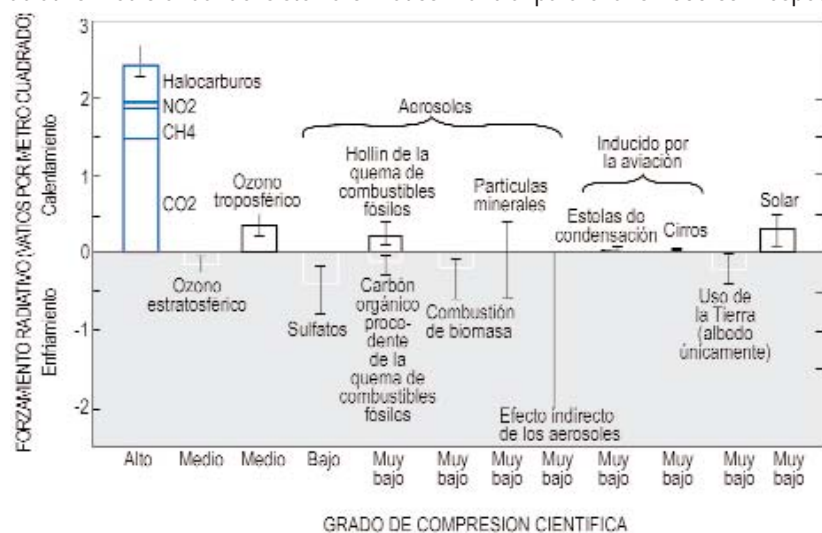 FORZAMIENTO RADIATIVO (VATIOS POR METRO CUADRADO)
Enfriamiento
Calentamiento
3
2
1
0
-1
-2
Halocarburos
NO2
CH4
CO2
Ozono
estratosférico
Ozono
troposférico
Aerosoles
Sulfatos
Hollín de la
quema de
combustibles
fósiles
Carbón
orgánico
proce-
dente
de la
quema de
combustibles
fósiles
Combustión
de biomasa
Partículas
minerales
Efecto indirecto
de los aerosoles
Inducido por
la aviación
Estelas de
condensación
Cirros
Uso de
la Tierra
(albedo
únicamente)
Solar
Alto
Medio
Medio
Bajo
Muy
bajo
Muy
bajo
Muy
bajo
Muy
bajo
Muy
bajo
Muy
bajo
Muy
bajo
Muy
bajo
GRADO DE COMPRESION CIENTIFICA